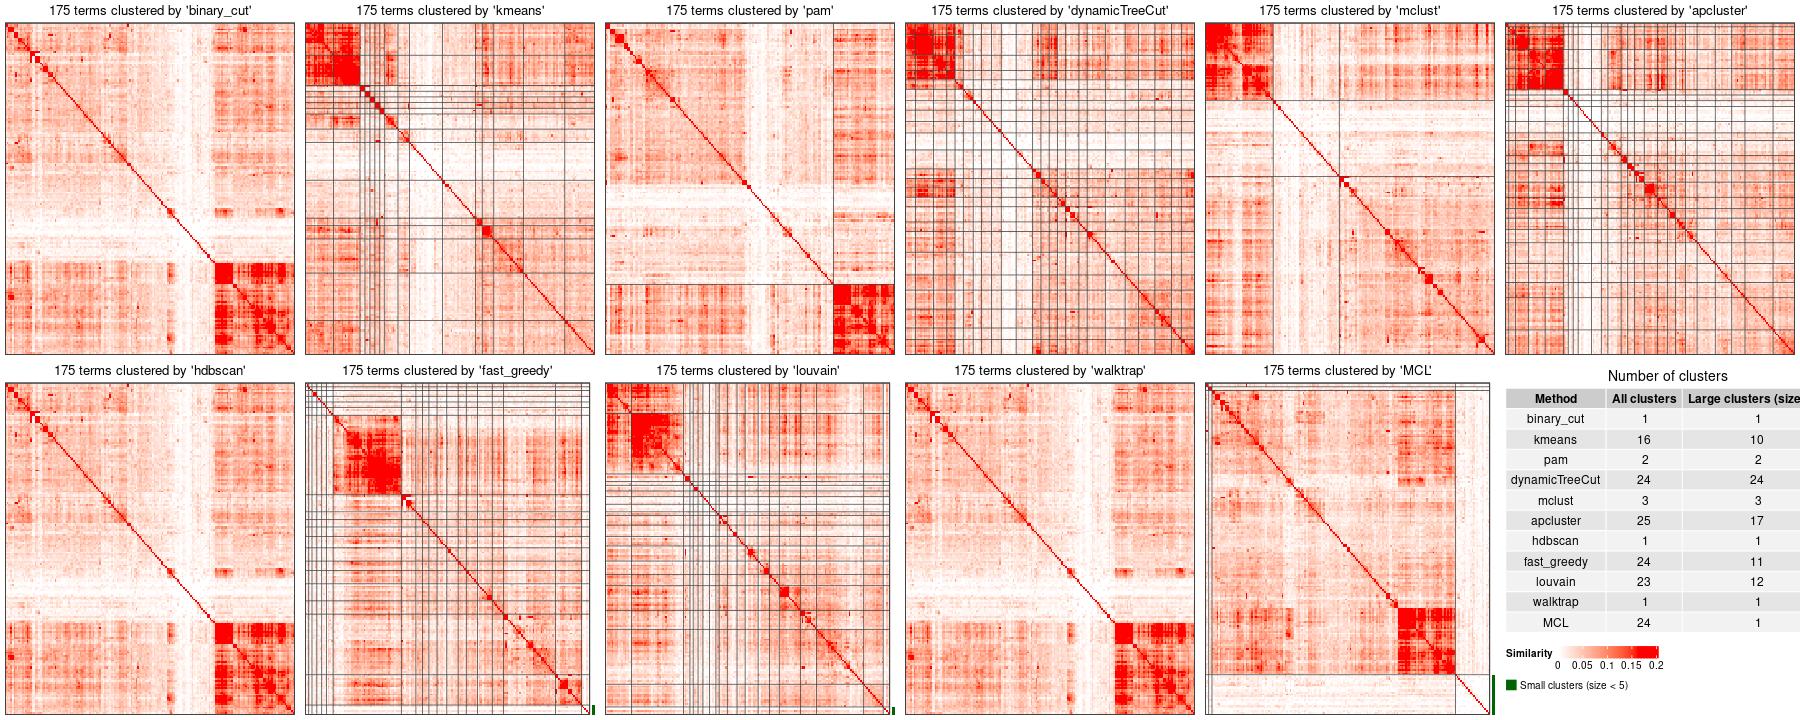 175 terms clustered by 'binary_cut'
175 terms clustered by 'kmeans'
175 terms clustered by 'pam'
175 terms clustered by 'dynamicTreeCut'
175 terms clustered by 'mclust'
175 terms clustered by 'apcluster'
175 terms clustered by 'hdbscan'
175 terms clustered by 'fast_greedy'
175 terms clustered by 'louvain'
175 terms clustered by 'walktrap'
175 terms clustered by 'MCL'
Number of clusters
Method All clusters Large clusters (size
binary_cut 1 1
kmeans 16 10
pam 2 2
dynamicTreeCut 24 24
mclust 3 3
apcluster 25 17
hdbscan 1 1
fast_greedy 24 11
louvain 23 12
walktrap 1 1
MCL 24 1
Similarity
0 0.05 0.1 0.15 0.2
Small clusters (size < 5)